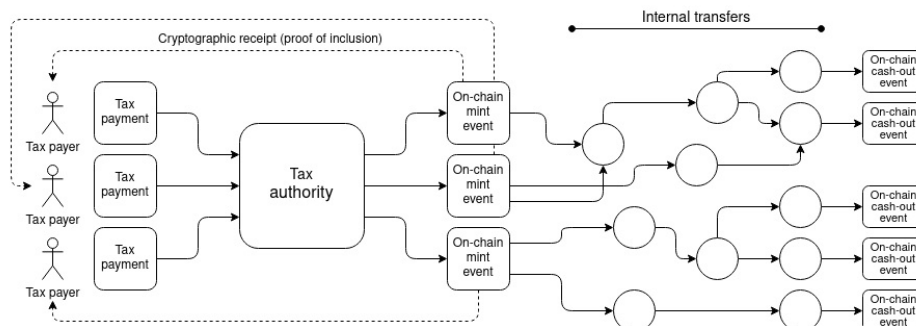 Internal transfers
Cryptographic receipt (proof of inclusion)
Tax payer
Tax payer
Tax payer
Tax
payment
Tax
payment
Tax
payment
Tax
authority
On-chain
mint
event
On-chain
mint
event
On-chain
mint
event
On-chain
cash-out
event
On-chain
cash-out
event
On-chain
cash-out
event
On-chain
cash-out
event
On-chain
cash-out
event